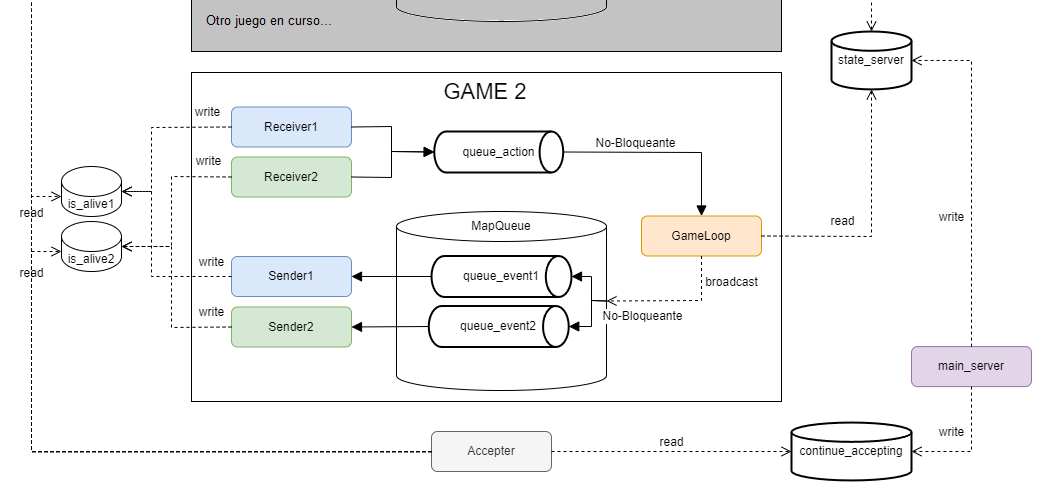 Otro juego en curso...
state_server
GAME 2
write
Receiver1
No-Bloqueante
queue_action
write
Receiver2
is_alive1
read
write
MapQueue
read
GameLoop
is_alive2
read
write
Sender1
queue_event1
broadcast
write
Sender2
queue_event2
No-Bloqueante
main_server
write
Accepter
read
continue_accepting